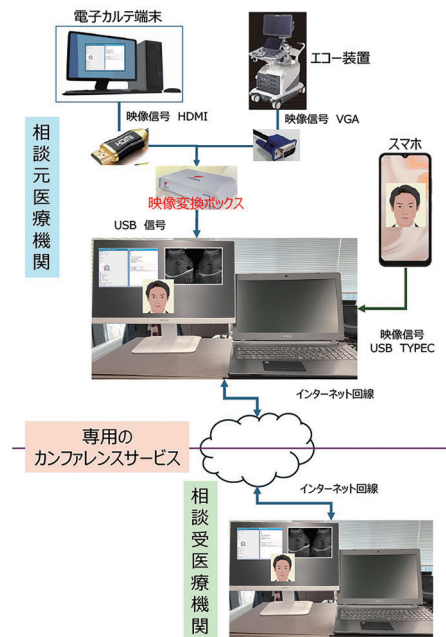 電子カルテ端末
エコー装置
映像信号 HDMI
映像信号 VGA
HDMI
スマホ
相談元医療機関
映像変換ボックス
USB 信号
映像信号
USB TYPEC
インターネット回線
専用の
カンファレンスサービス
インターネット回線
相談受医療機関